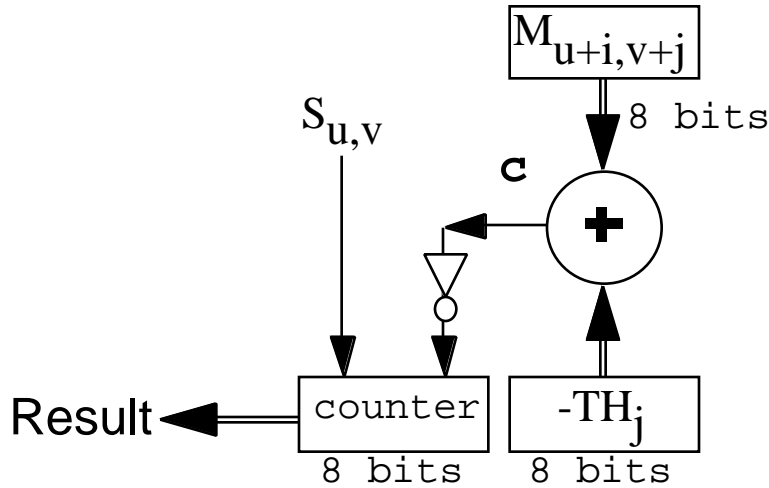 M_{u+i,v+j}
8 bits
S_{u,v}
c
+
counter
-TH_j
Result
8 bits
8 bits